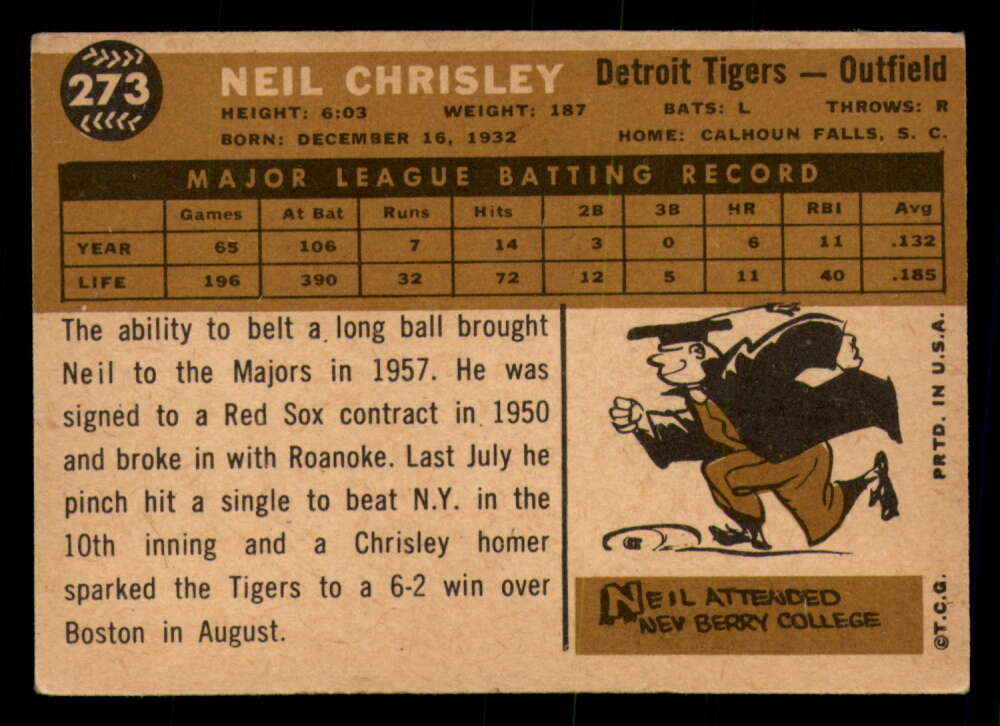 273
NEIL CHRISLEY Detroit Tigers — Outfield
HEIGHT: 6:03 WEIGHT: 187 BATS: L THROWS: R
BORN: DECEMBER 16, 1932 HOME: CALHOUN FALLS, S. C.
MAJOR LEAGUE BATTING RECORD
Games At Bat Runs Hits 2B 3B HR RBI Avg
YEAR 65 106 7 14 3 0 6 11 .132
LIFE 196 390 32 72 12 5 11 40 .185
The ability to belt a long ball brought
Neil to the Majors in 1957. He was
signed to a Red Sox contract in 1950
and broke in with Roanoke. Last July he
pinch hit a single to beat N.Y. in the
10th inning and a Chrisley homer
sparked the Tigers to a 6-2 win over
Boston in August.
NEIL ATTENDED
NEW BERRY COLLEGE
PRTD. IN U.S.A.
©T.C.G.